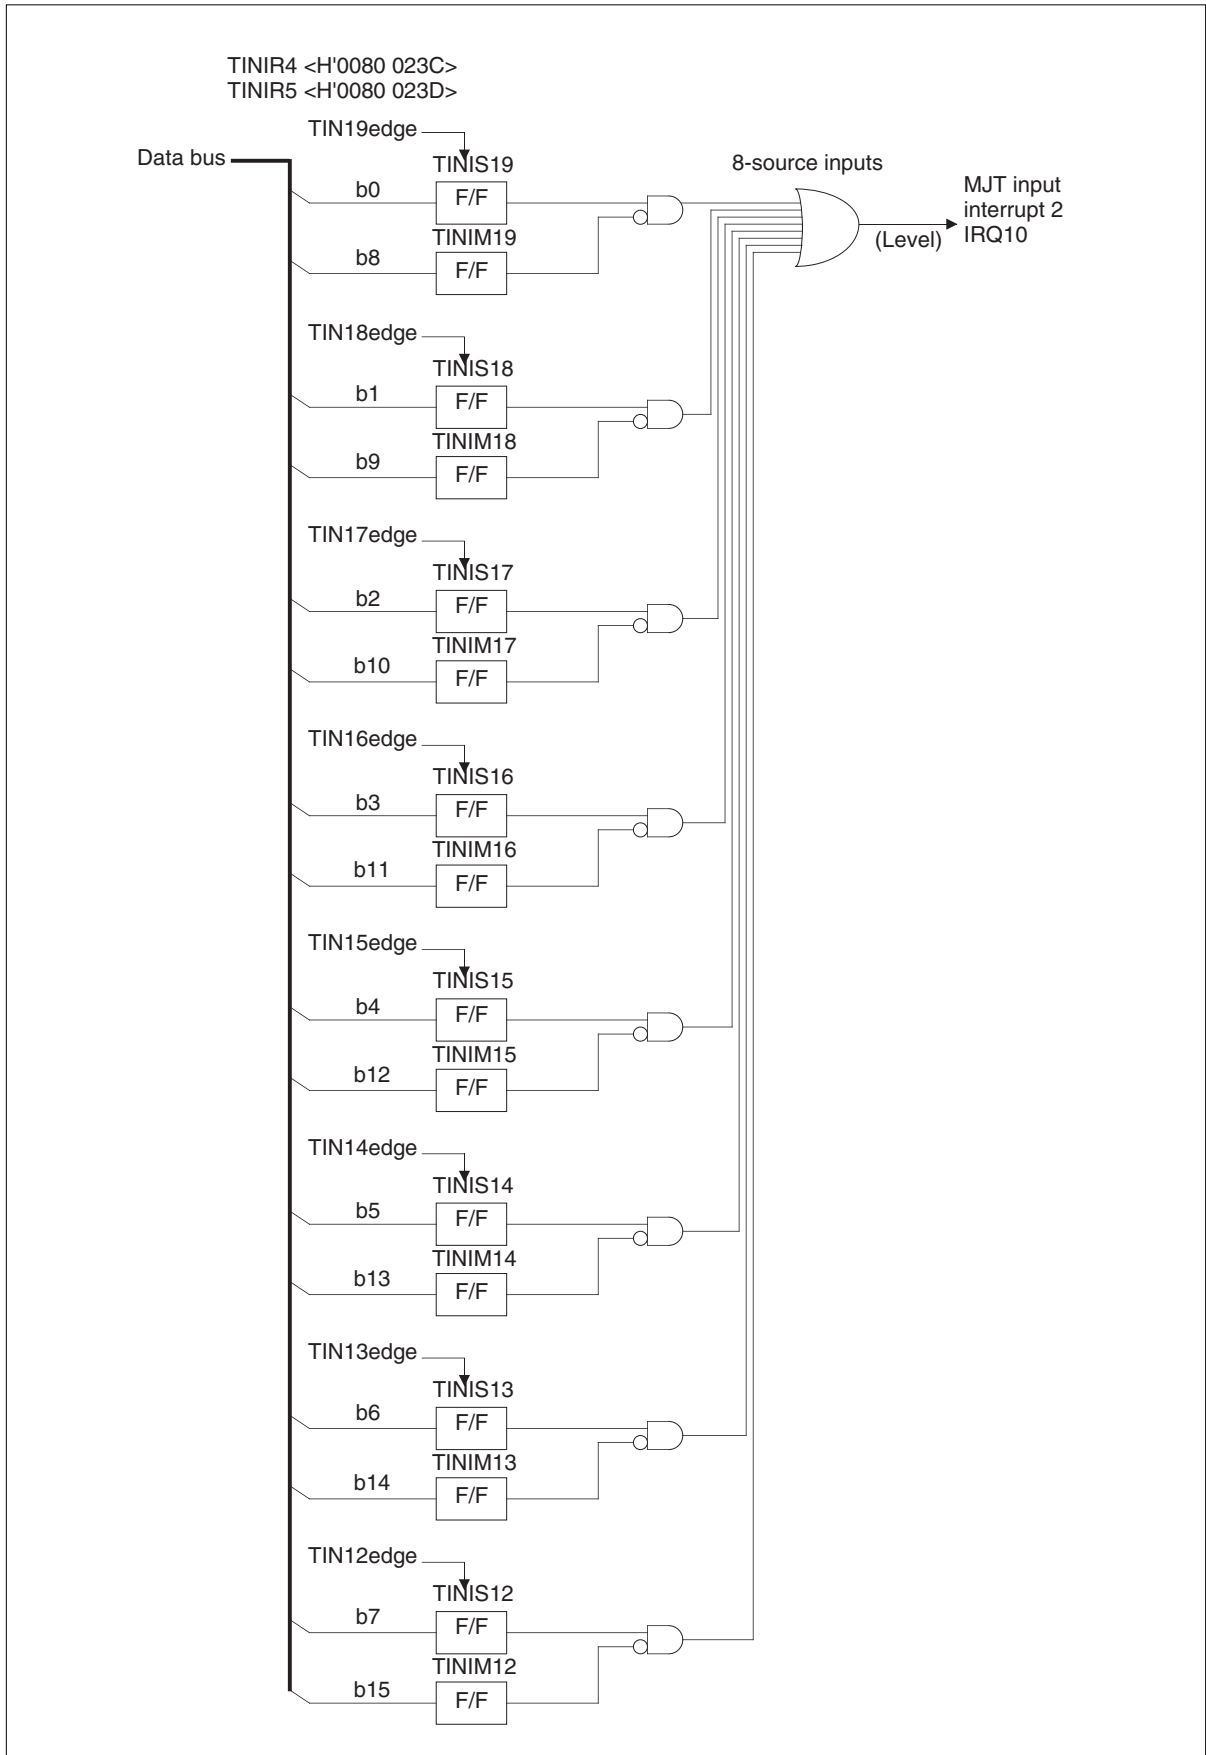 TINIR4 <H'0080 023C>
TINIR5 <H'0080 023D>
TIN19edge
Data bus
TINIS19
8-source inputs
b0
F/F
MJT input
interrupt 2
IRQ10
(Level)
TINIM19
b8
F/F
TIN18edge
TINIS18
b1
F/F
TINIM18
b9
F/F
TIN17edge
TINIS17
b2
F/F
TINIM17
b10
F/F
TIN16edge
TINIS16
b3
F/F
TINIM16
b11
F/F
TIN15edge
TINIS15
b4
F/F
TINIM15
b12
F/F
TIN14edge
TINIS14
b5
F/F
TINIM14
b13
F/F
TIN13edge
TINIS13
b6
F/F
TINIM13
b14
F/F
TIN12edge
TINIS12
b7
F/F
TINIM12
b15
F/F